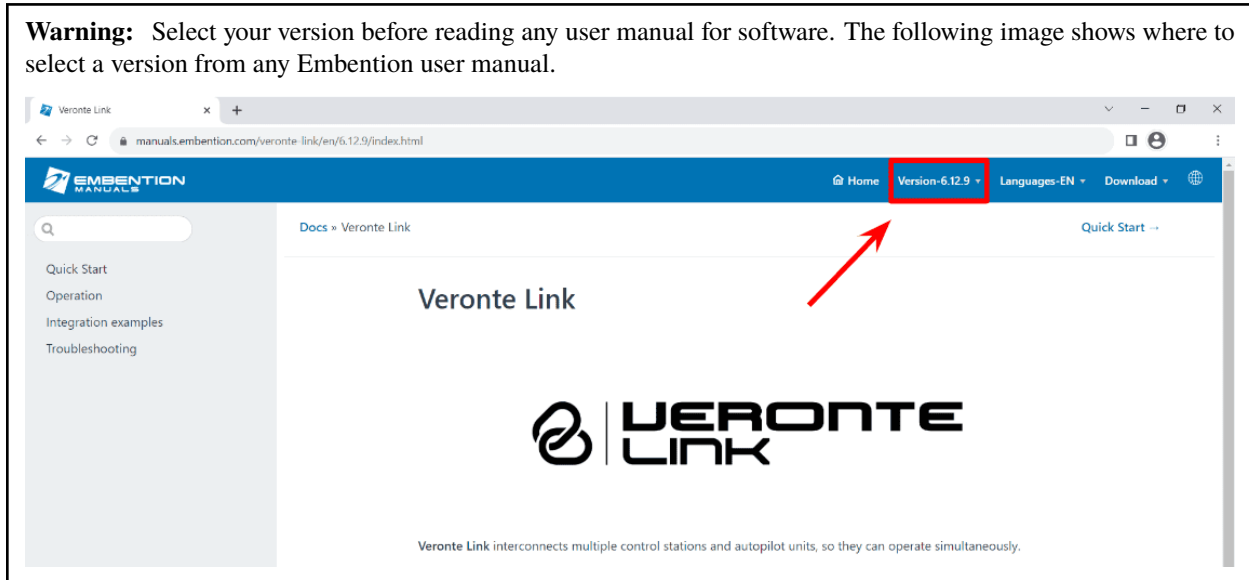 Warning: Select your version before reading any user manual for software. The following image shows where to
select a version from any Embention user manual.
Veronte Link
manuals.embention.com/veronte-link/en/6.12.9/index.html
EMBENTION
MANUALS
Home Version-6.12.9 Languages-EN Download
Docs » Veronte Link
Quick Start →
Quick Start
Operation
Integration examples
Troubleshooting
Veronte Link
VERONTE
LINK
Veronte Link interconnects multiple control stations and autopilot units, so they can operate simultaneously.